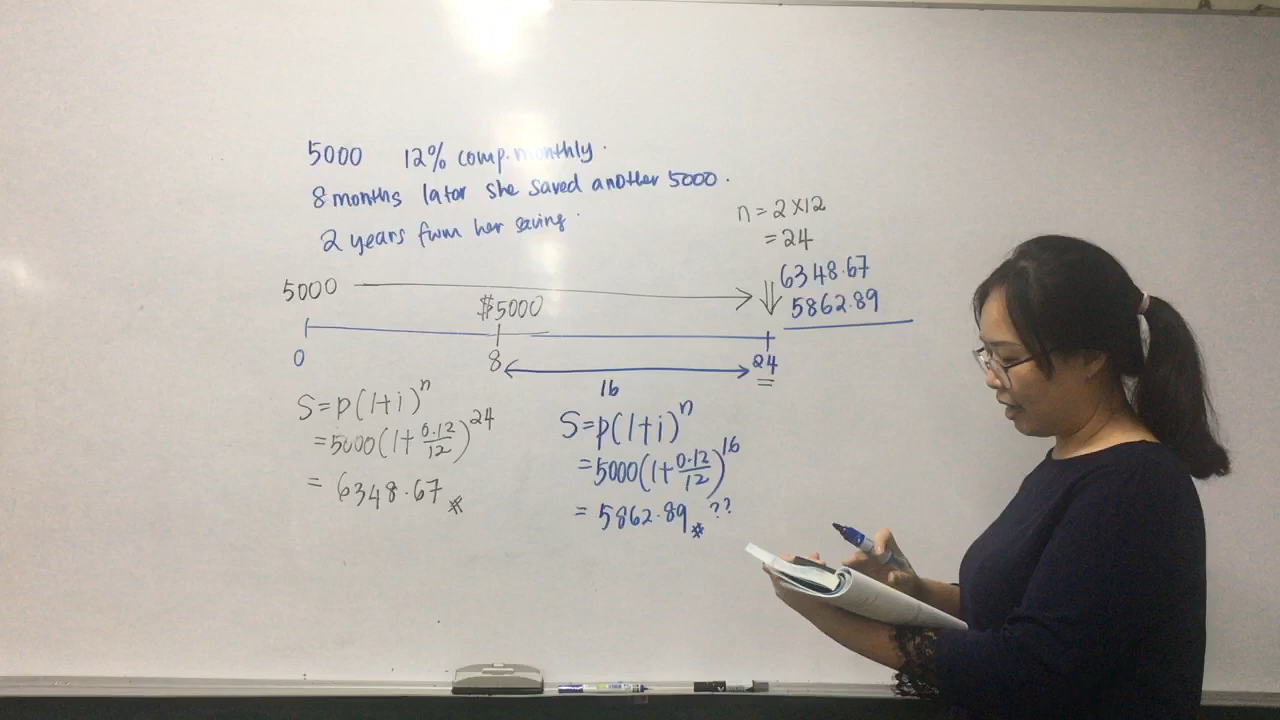 5000 12% comp. monthly.
8 months later she saved another 5000.
2 years from her saving.
n = 2 × 12
= 24
6348.67
5862.89
5000
$5000
0
8
24
16
S = P(1+i)^n
= 5000(1 + 0.12/12)^24
= 6348.67
S = P(1+i)^n
= 5000(1 + 0.12/12)^16
= 5862.89 ??